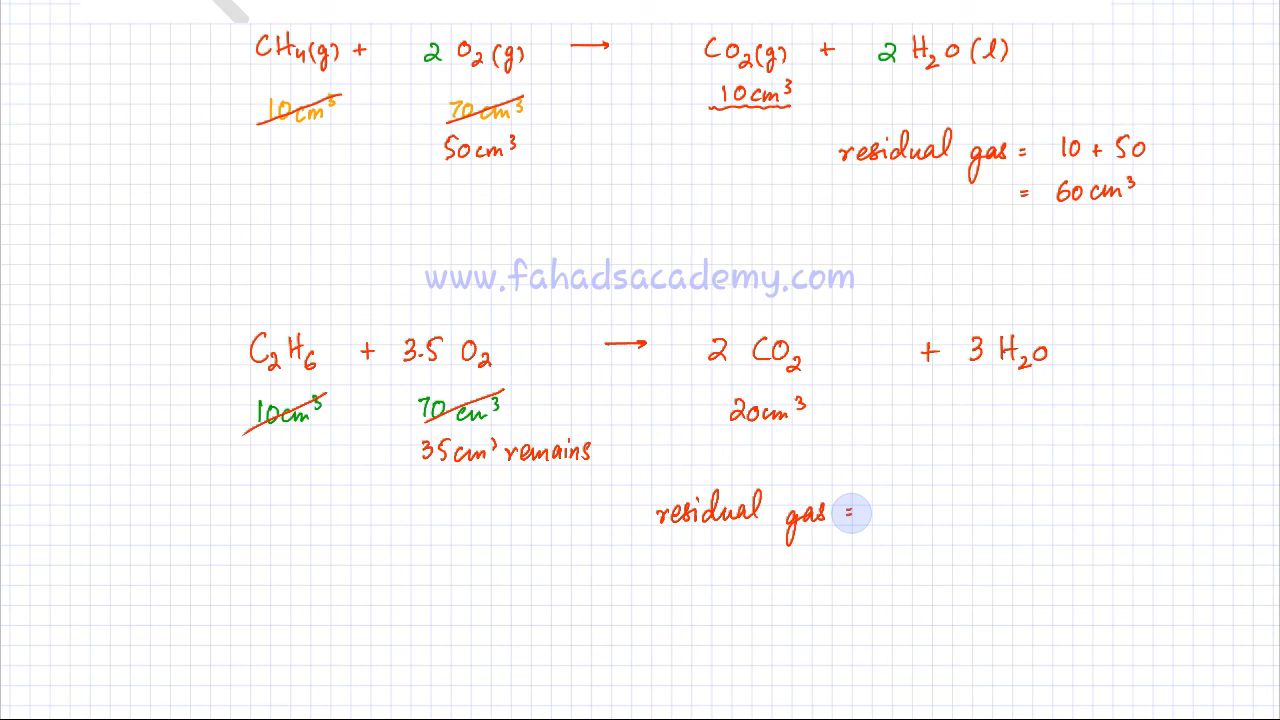 CH₄(g) + 2 O₂(g) → CO₂(g) + 2 H₂O(l)
10cm³ 70cm³ 10cm³
50cm³
residual gas = 10 + 50
= 60cm³
www.fahadsacademy.com
C₂H₆ + 3.5 O₂ → 2 CO₂ + 3 H₂O
10cm³ 70cm³ 20cm³
35cm³ remains
residual gas =